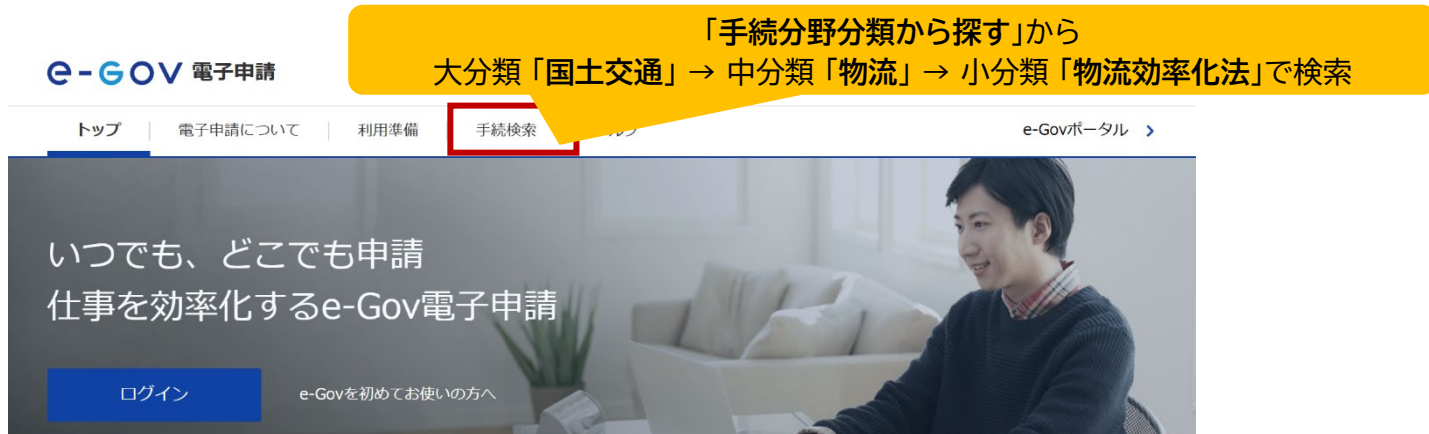 「手続分野分類から探す」から
大分類「国土交通」→ 中分類「物流」→ 小分類「物流効率化法」で検索
e-GOV 電子申請
トップ 電子申請について 利用準備 手続検索 e-Govポータル
いつでも、どこでも申請
仕事を効率化するe-Gov電子申請
ログイン e-Govを初めてお使いの方へ